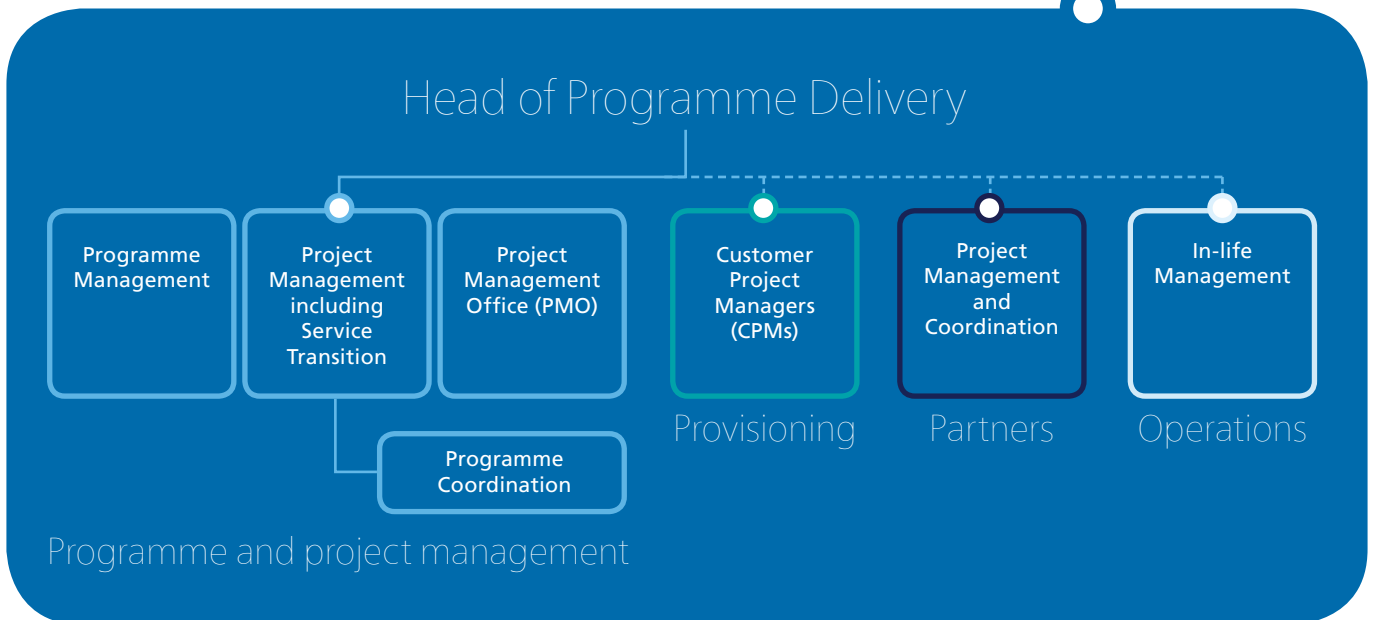 Head of Programme Delivery
Programme
Management
Project
Management
including
Service
Transition
Project
Management
Office (PMO)
Customer
Project
Managers
(CPMs)
Project
Management
and
Coordination
In-life
Management
Provisioning
Partners
Operations
Programme
Coordination
Programme and project management